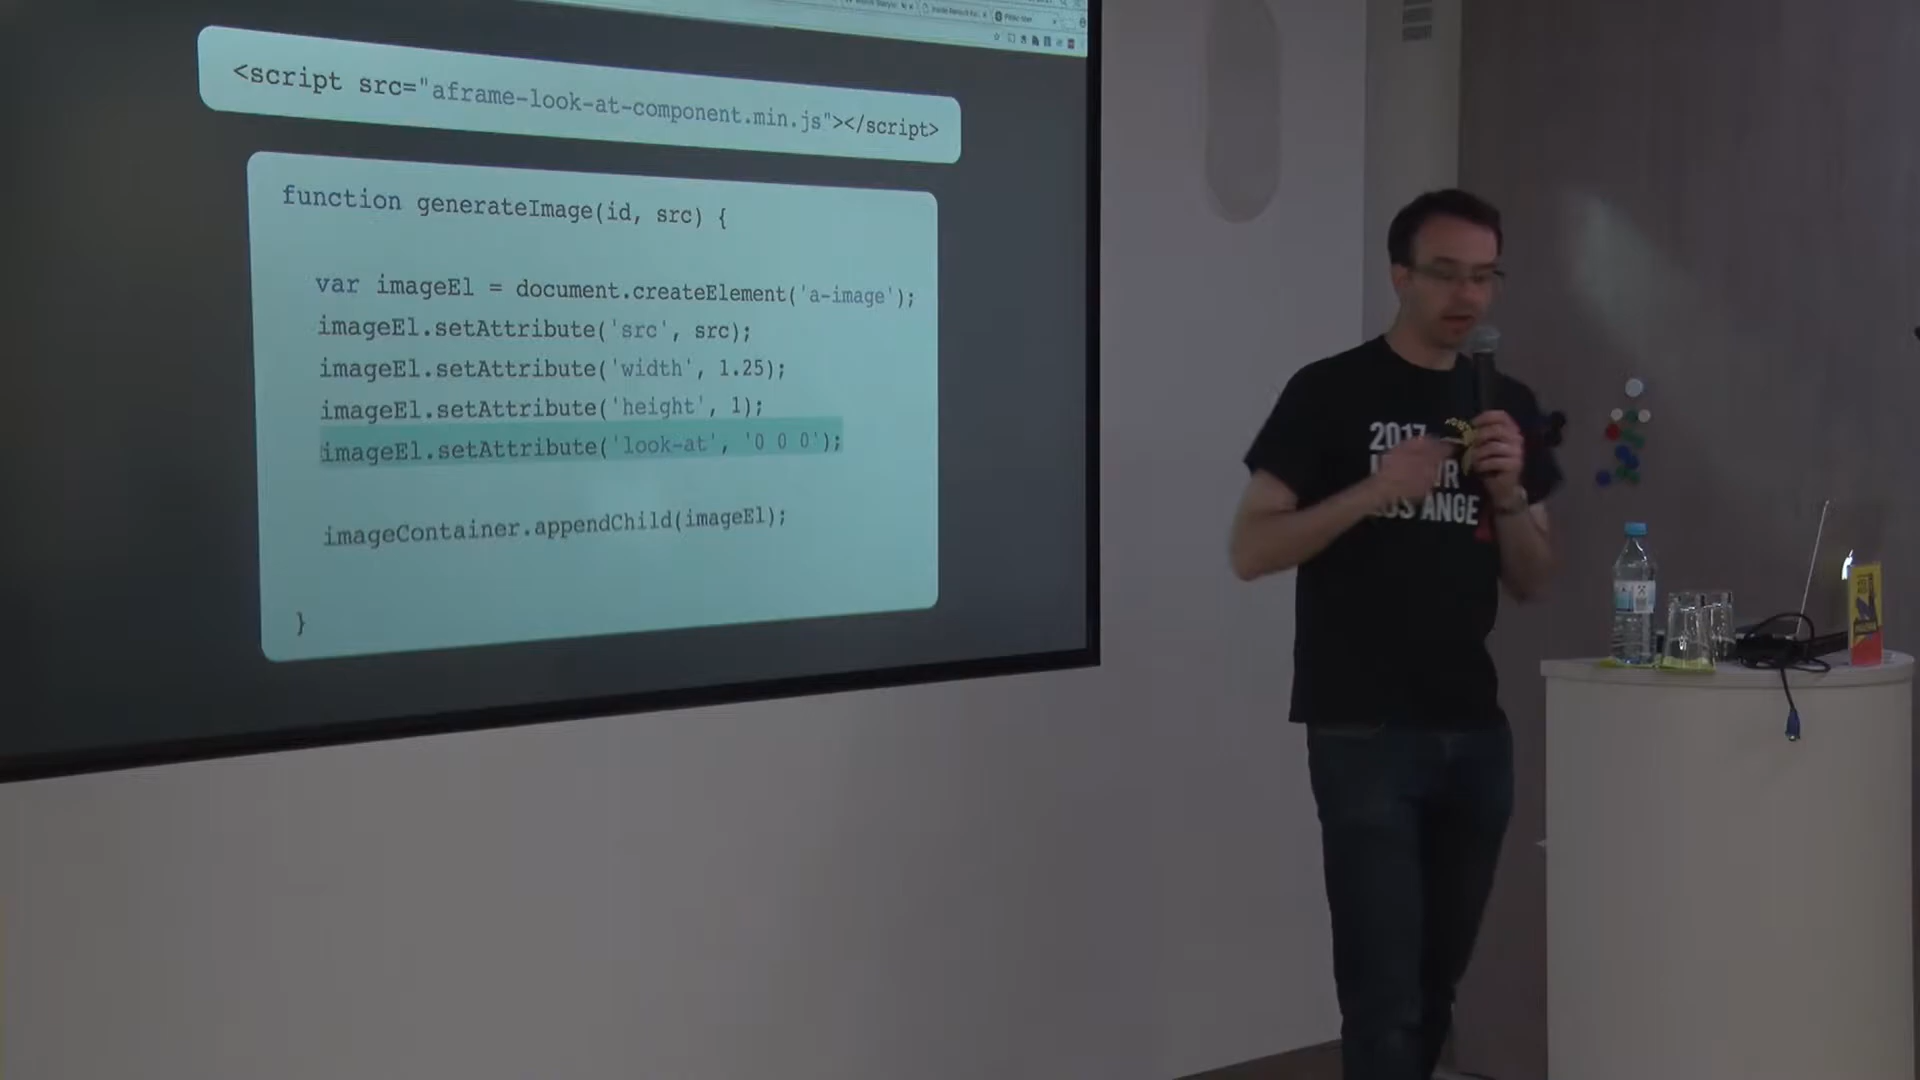 <script src="aframe-look-at-component.min.js"></script>
function generateImage(id, src) {
var imageEl = document.createElement('a-image');
imageEl.setAttribute('src', src);
imageEl.setAttribute('width', 1.25);
imageEl.setAttribute('height', 1);
imageEl.setAttribute('look-at', '0 0 0');
imageContainer.appendChild(imageEl);
}
2017
VR
ANGE